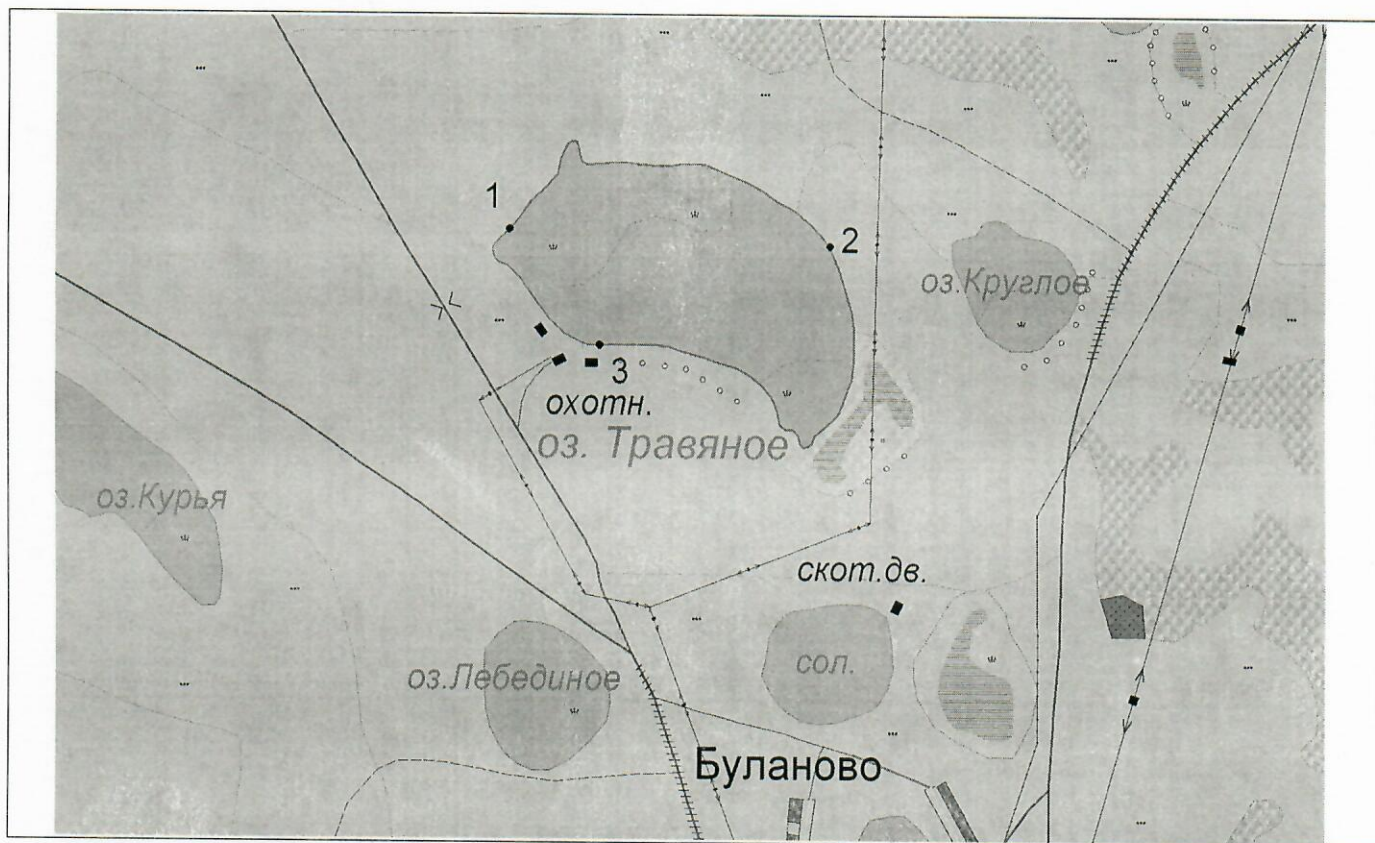 1
2
оз.Круглое
3
охотн.
оз. Травяное
оз.Курья
скот.дв.
сол.
оз.Лебединое
Буланово